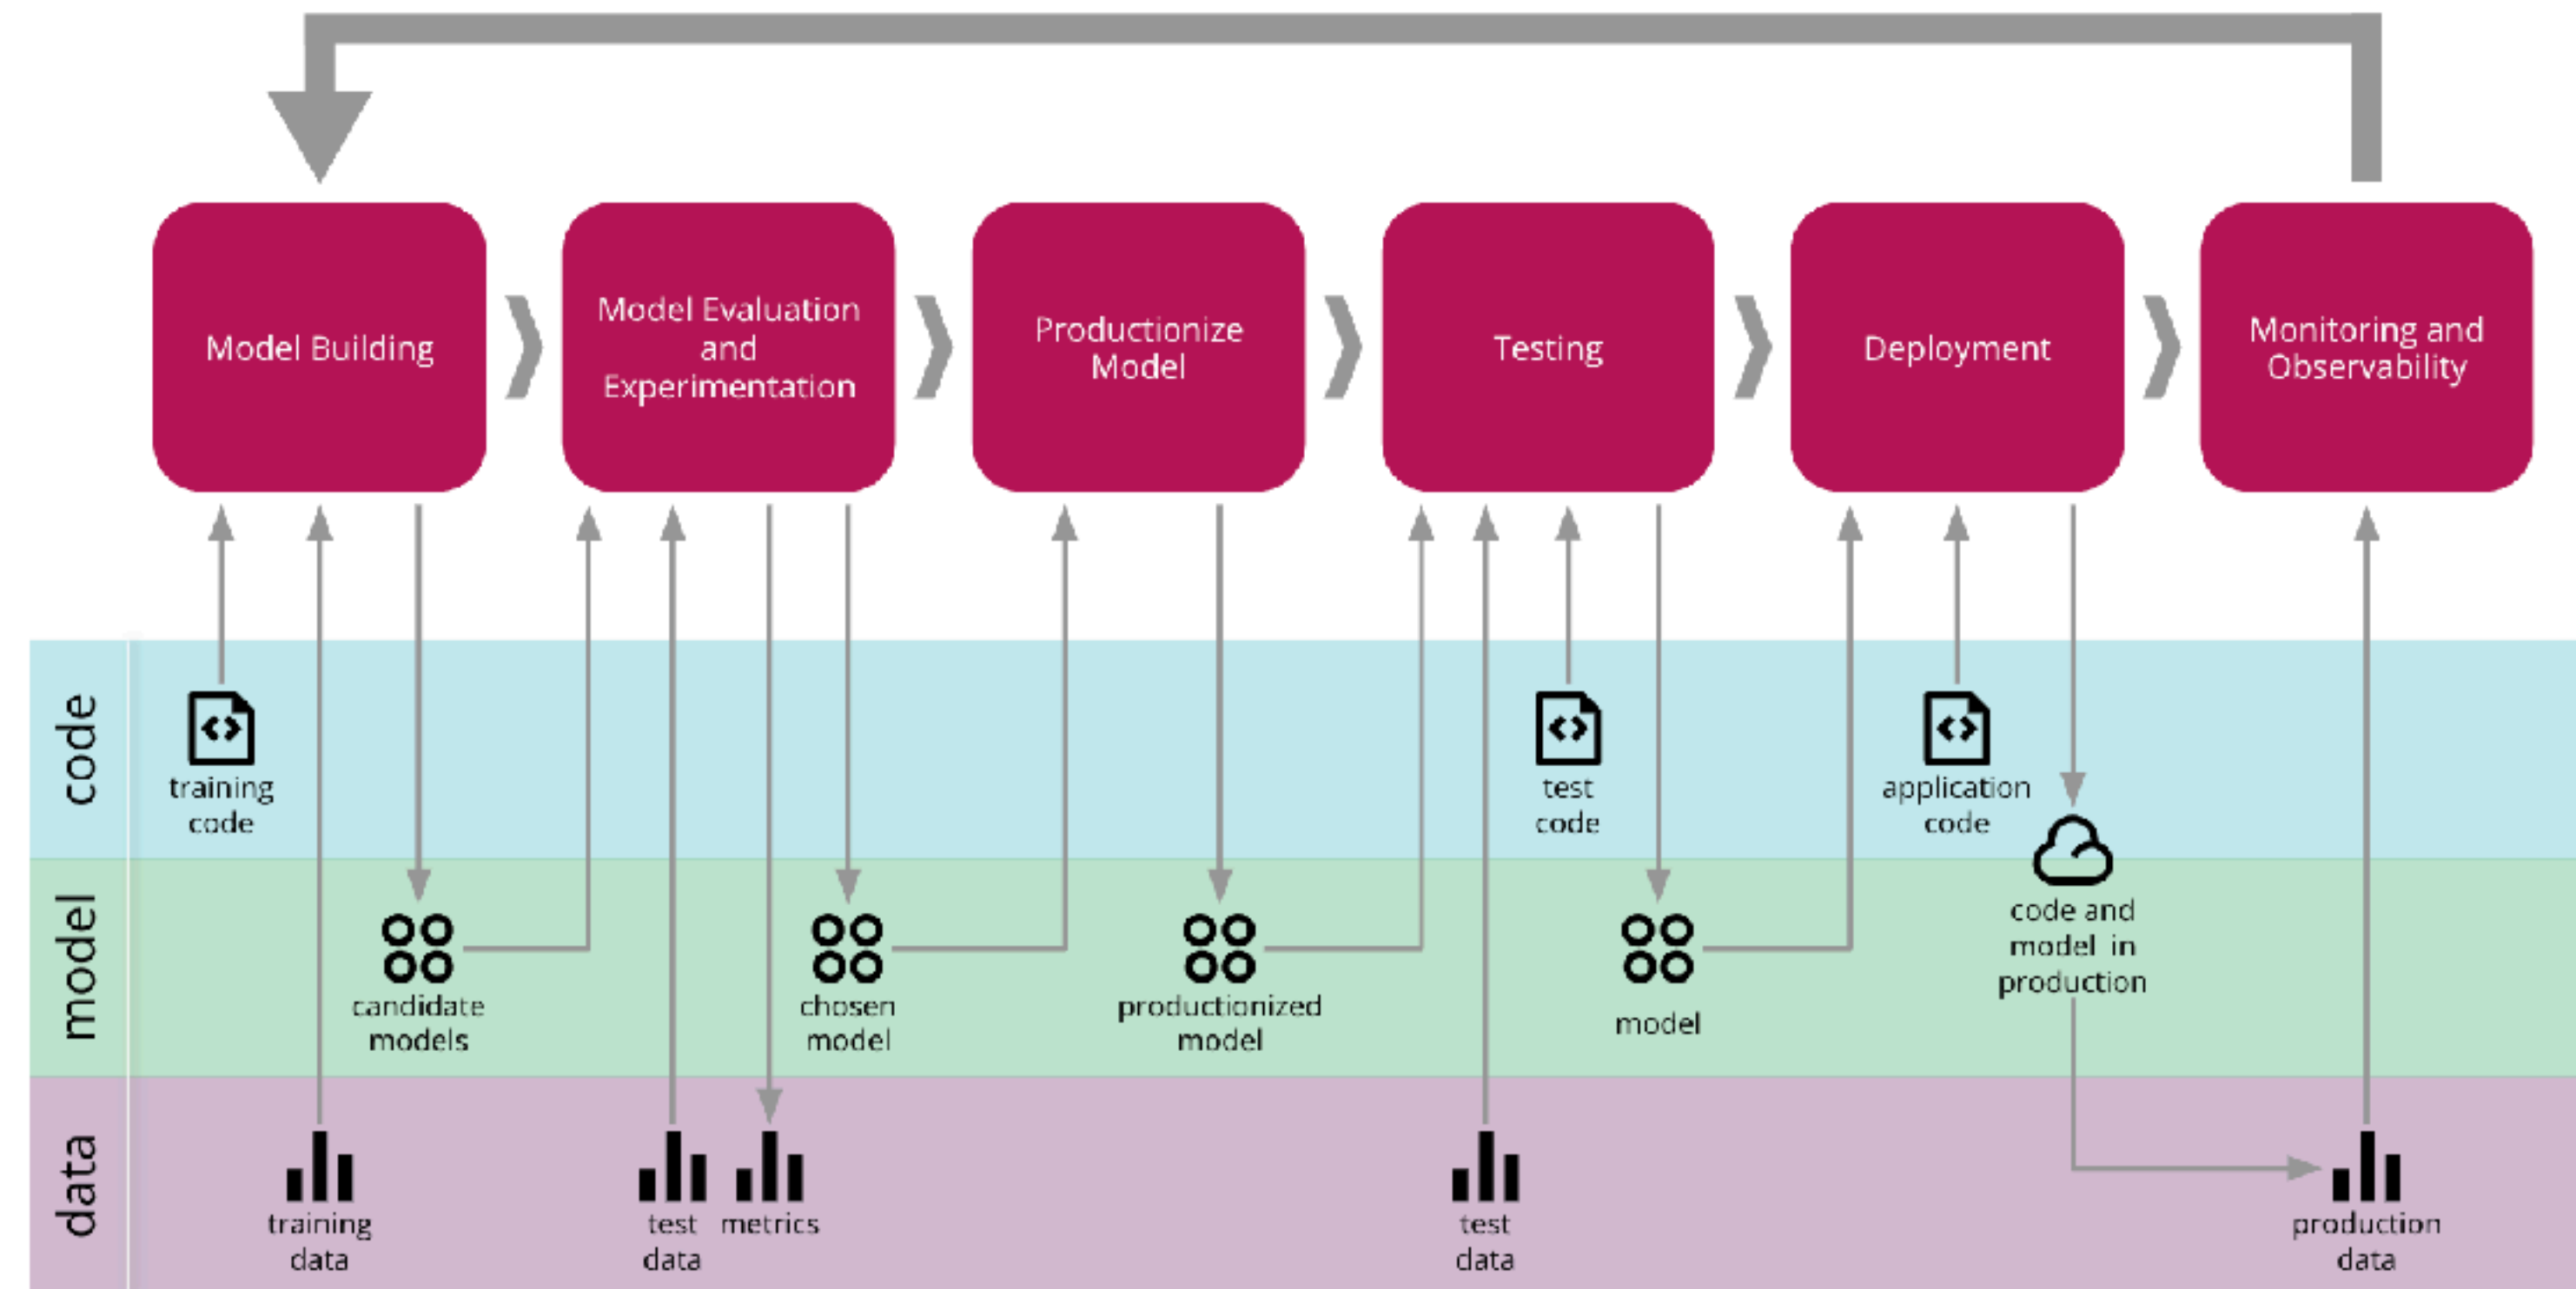 Model Building
Model Evaluation
and
Experimentation
Productionize
Model
Testing
Deployment
Monitoring and
Observability
code
training
code
test
code
application
code
model
candidate
models
chosen
model
productionized
model
model
code and
model in
production
data
training
data
test
data
metrics
test
data
production
data